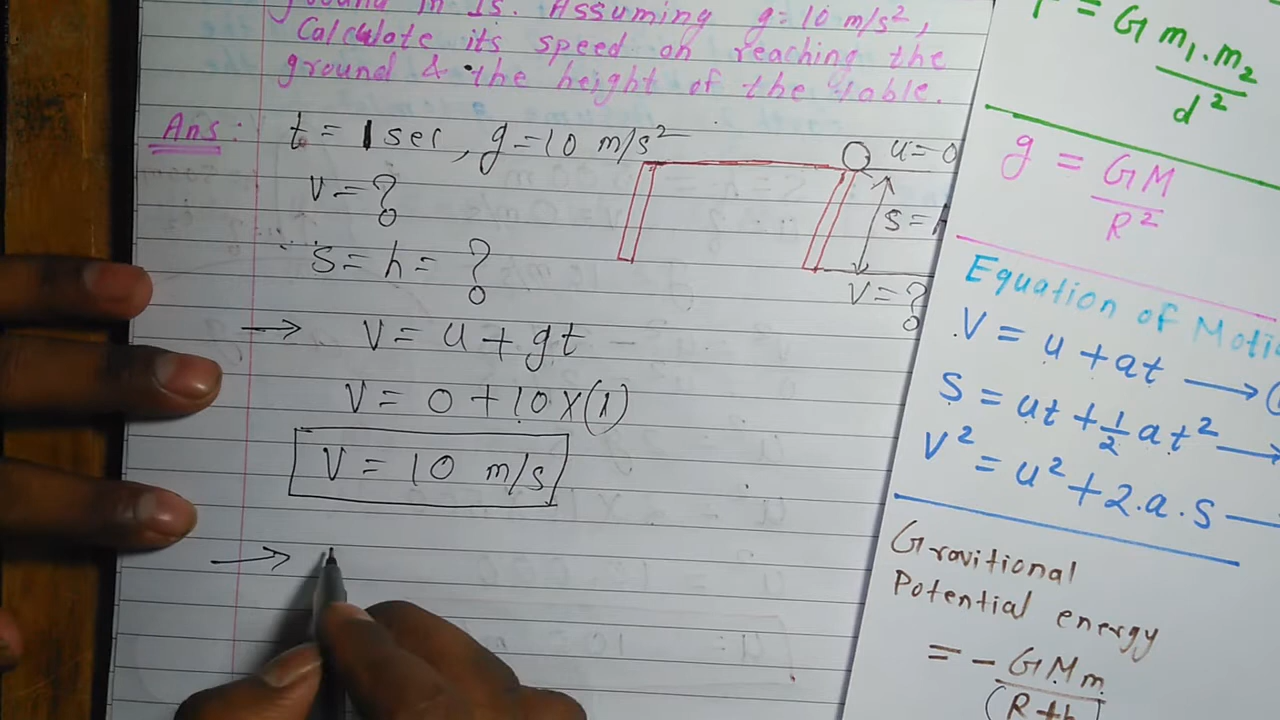 ground in 1s. Assuming g=10 m/s²,
Calculate its speed on reaching the
ground & the height of the table.
Ans: t = 1 sec, g = 10 m/s²
V = ?
S = h = ?
u = 0
S = h
V = ?
→ V = u + gt
V = 0 + 10 × (1)
V = 10 m/s
→
F = G m₁.m₂ / d²
g = GM / R²
Equation of Moti
V = u + at →
S = ut + ½ at² →
V² = u² + 2.a.s —
Gravitional
Potential energy
= - GMm / (R+h)